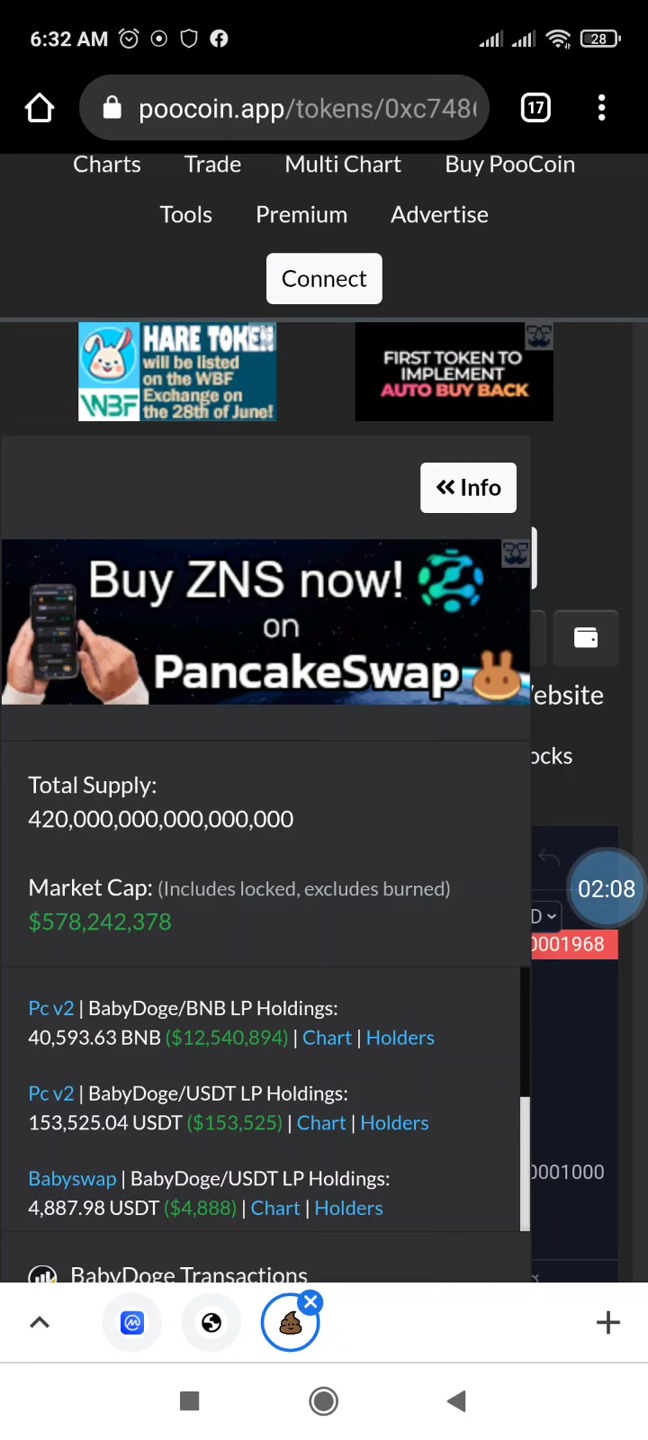 6:32 AM
28
poocoin.app/tokens/0xc748
17
Charts Trade Multi Chart Buy PooCoin
Tools Premium Advertise
Connect
HARE TOKEN
will be listed
on the WBF
Exchange on
the 28th of June!
WBF
FIRST TOKEN TO
IMPLEMENT
AUTO BUY BACK
« Info
Buy ZNS now!
on
PancakeSwap
ebsite
ocks
Total Supply:
420,000,000,000,000,000
Market Cap: (Includes locked, excludes burned)
$578,242,378
02:08
D
0001968
Pc v2 | BabyDoge/BNB LP Holdings:
40,593.63 BNB ($12,540,894) | Chart | Holders
Pc v2 | BabyDoge/USDT LP Holdings:
153,525.04 USDT ($153,525) | Chart | Holders
Babyswap | BabyDoge/USDT LP Holdings:
4,887.98 USDT ($4,888) | Chart | Holders
0001000
BabyDoge Transactions